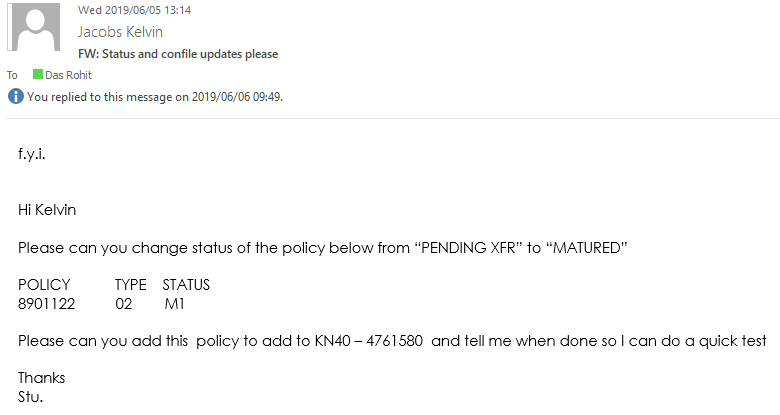 Wed 2019/06/05 13:14
Jacobs Kelvin
FW: Status and confile updates please
To Das Rohit
You replied to this message on 2019/06/06 09:49.
f.y.i.
Hi Kelvin
Please can you change status of the policy below from “PENDING XFR” to “MATURED”
POLICY TYPE STATUS
8901122 02 M1
Please can you add this policy to add to KN40 – 4761580 and tell me when done so I can do a quick test
Thanks
Stu.